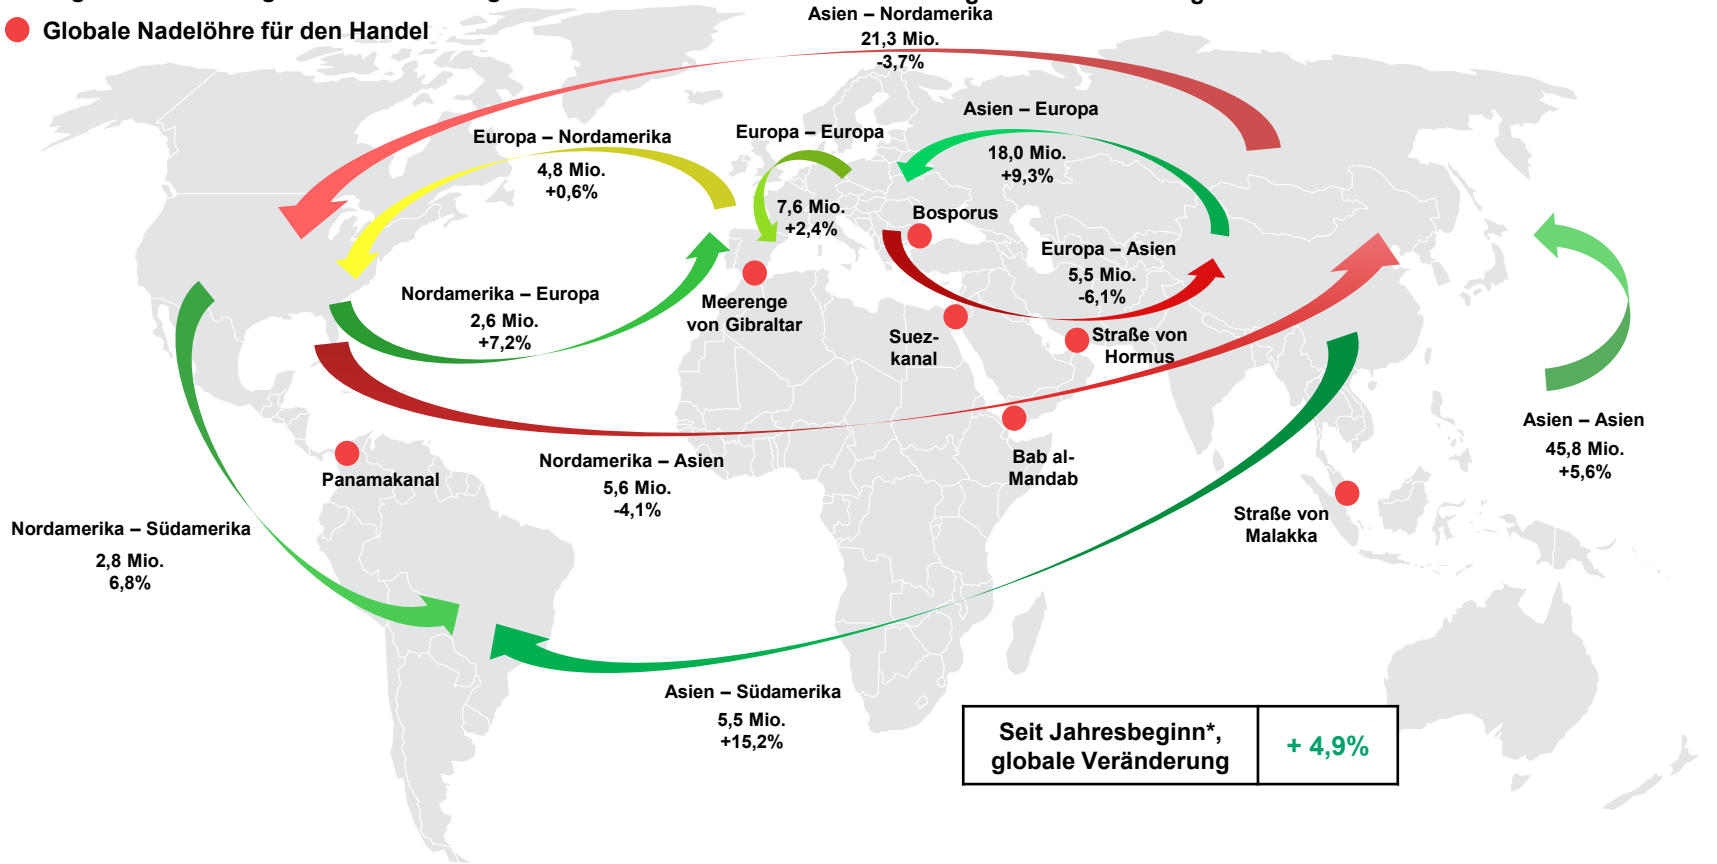 Globale Nadelöhre für den Handel
Asien – Nordamerika
21,3 Mio.
-3,7%
Europa – Nordamerika
4,8 Mio.
+0,6%
Europa – Europa
7,6 Mio.
+2,4%
Asien – Europa
18,0 Mio.
+9,3%
Bosporus
Europa – Asien
5,5 Mio.
-6,1%
Nordamerika – Europa
2,6 Mio.
+7,2%
Meerenge
von Gibraltar
Suez-
kanal
Straße von
Hormus
Asien – Asien
45,8 Mio.
+5,6%
Panamakanal
Nordamerika – Asien
5,6 Mio.
-4,1%
Bab al-
Mandab
Straße von
Malakka
Nordamerika – Südamerika
2,8 Mio.
6,8%
Asien – Südamerika
5,5 Mio.
+15,2%
Seit Jahresbeginn*,
globale Veränderung
+ 4,9%